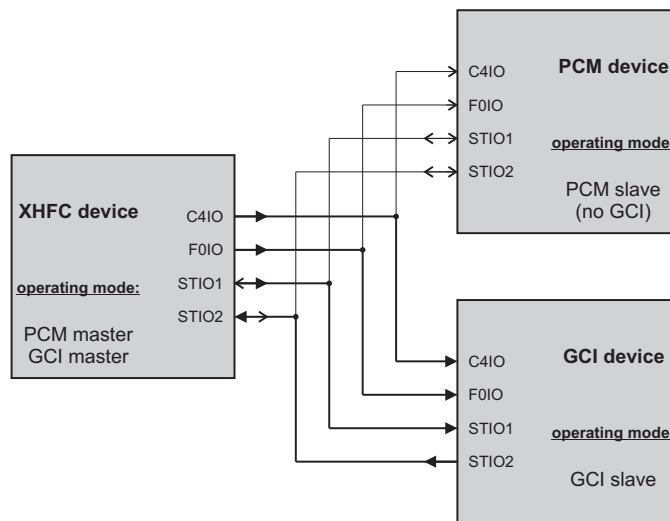 XHFC device
C4IO
F0IO
STIO1
STIO2
operating mode:
PCM master
GCI master
PCM device
C4IO
F0IO
STIO1
STIO2
operating mode
PCM slave
(no GCI)
GCI device
C4IO
F0IO
STIO1
STIO2
operating mode
GCI slave